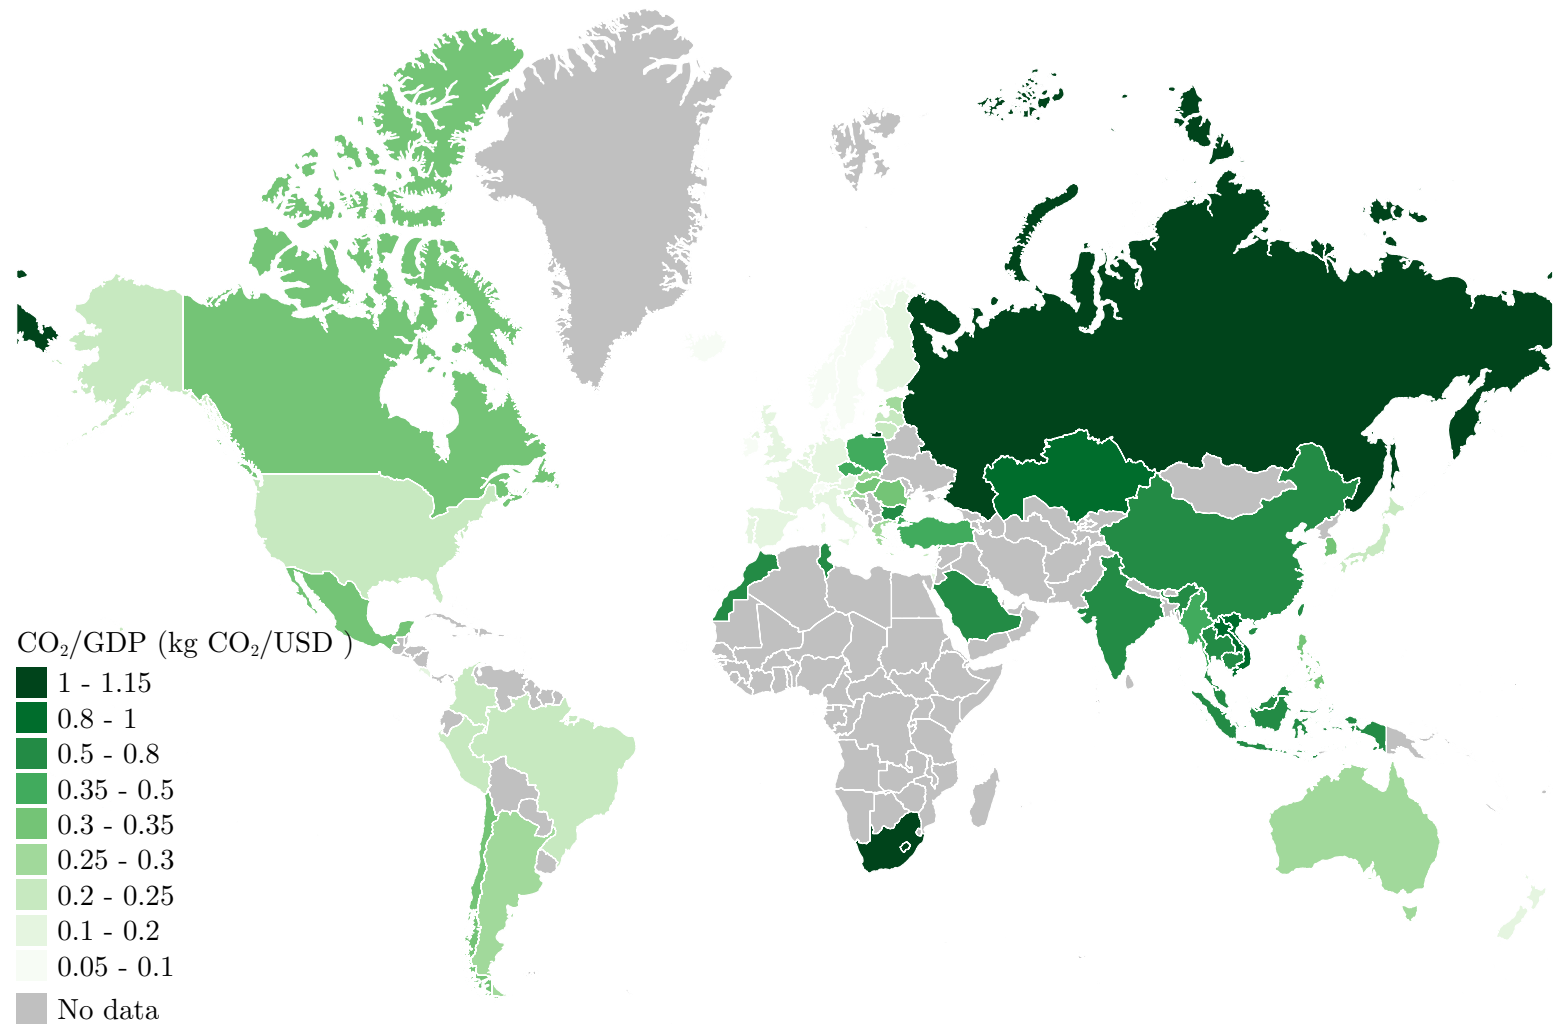 CO₂/GDP (kg CO₂/USD )
1 - 1.15
0.8 - 1
0.5 - 0.8
0.35 - 0.5
0.3 - 0.35
0.25 - 0.3
0.2 - 0.25
0.1 - 0.2
0.05 - 0.1
No data